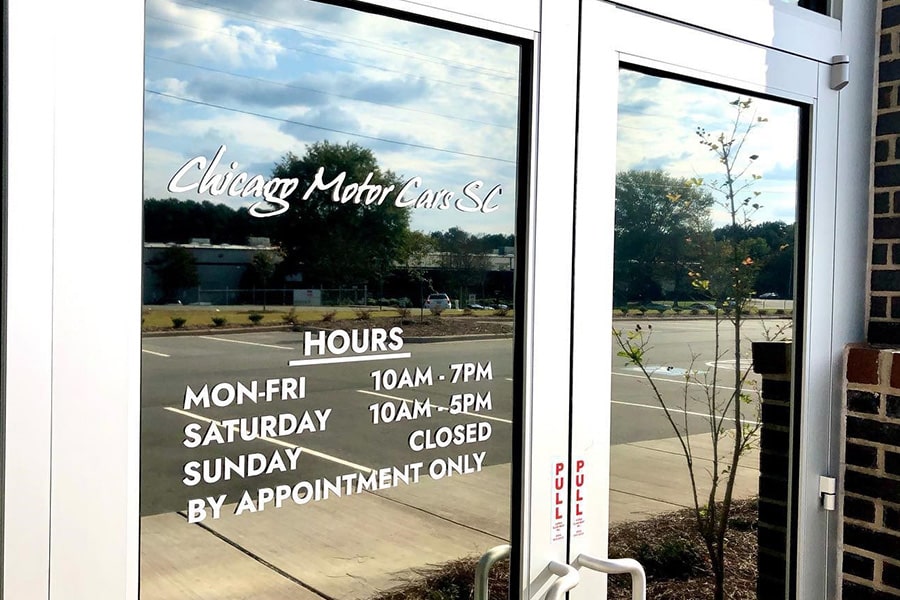 Chicago Motor Cars SC
HOURS
MON-FRI 10AM - 7PM
SATURDAY 10AM - 5PM
SUNDAY CLOSED
BY APPOINTMENT ONLY
PULL
PULL